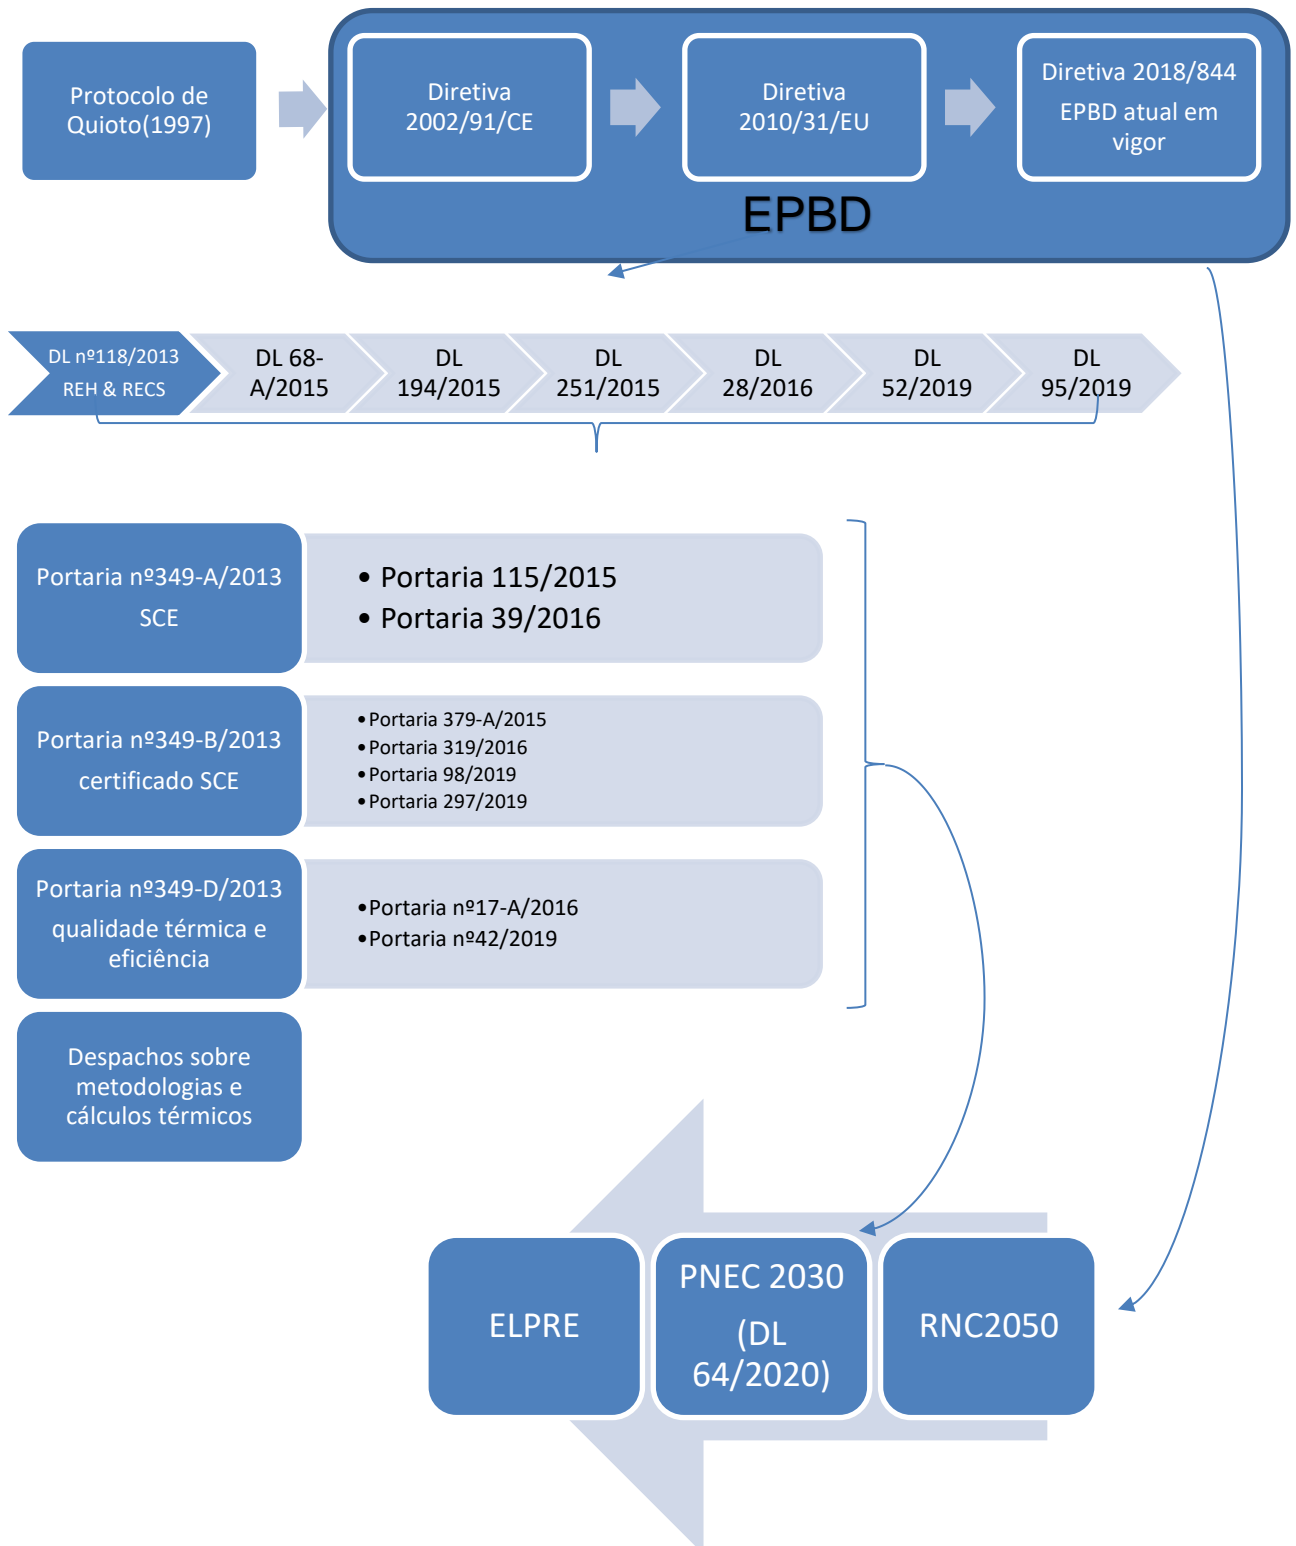 Protocolo de
Quioto(1997)
Diretiva
2002/91/CE
Diretiva
2010/31/EU
Diretiva 2018/844
EPBD atual em
vigor
EPBD
DL nº118/2013
REH & RECS
DL 68-
A/2015
DL
194/2015
DL
251/2015
DL
28/2016
DL
52/2019
DL
95/2019
Portaria nº349-A/2013
SCE
• Portaria 115/2015
• Portaria 39/2016
Portaria nº349-B/2013
certificado SCE
•Portaria 379-A/2015
•Portaria 319/2016
•Portaria 98/2019
•Portaria 297/2019
Portaria nº349-D/2013
qualidade térmica e
eficiência
•Portaria nº17-A/2016
•Portaria nº42/2019
Despachos sobre
metodologias e
cálculos térmicos
ELPRE
PNEC 2030
(DL
64/2020)
RNC2050